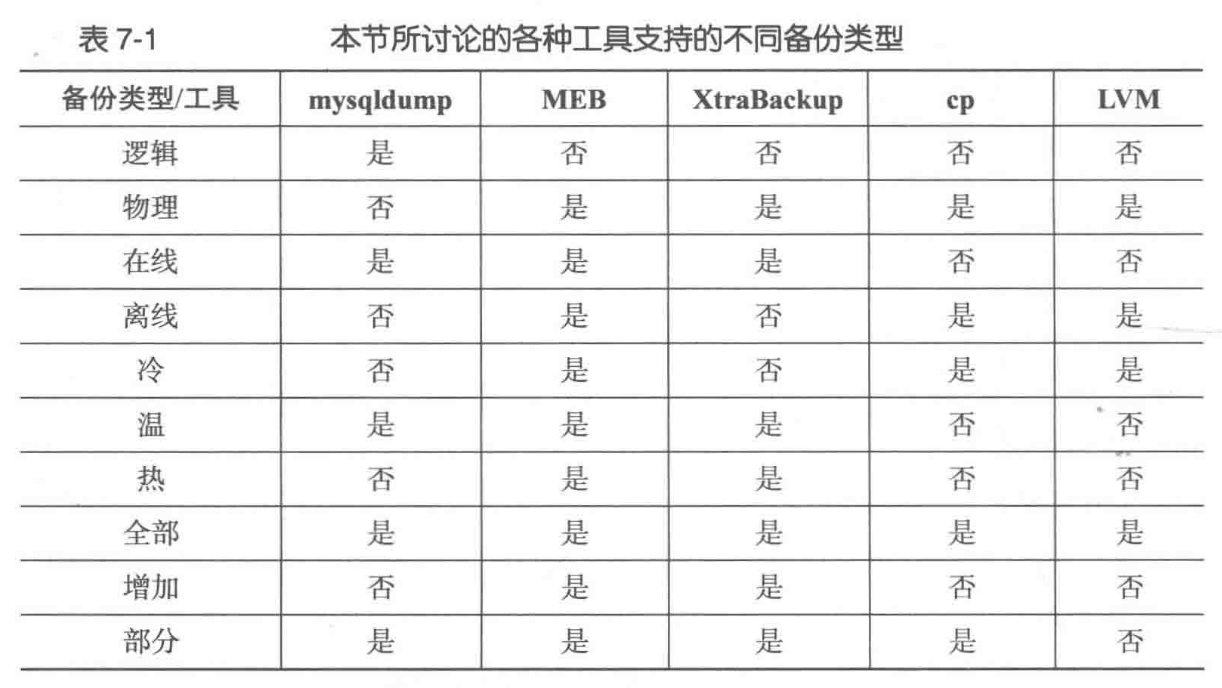 表 7-1 本节所讨论的各种工具支持的不同备份类型
备份类型/工具 mysqldump MEB XtraBackup cp LVM
逻辑 是 否 否 否 否
物理 否 是 是 是 是
在线 是 是 是 否 否
离线 否 是 否 是 是
冷 否 是 否 是 是
温 是 是 是 否 否
热 否 是 是 否 否
全部 是 是 是 是 是
增加 否 是 是 否 否
部分 是 是 是 是 否